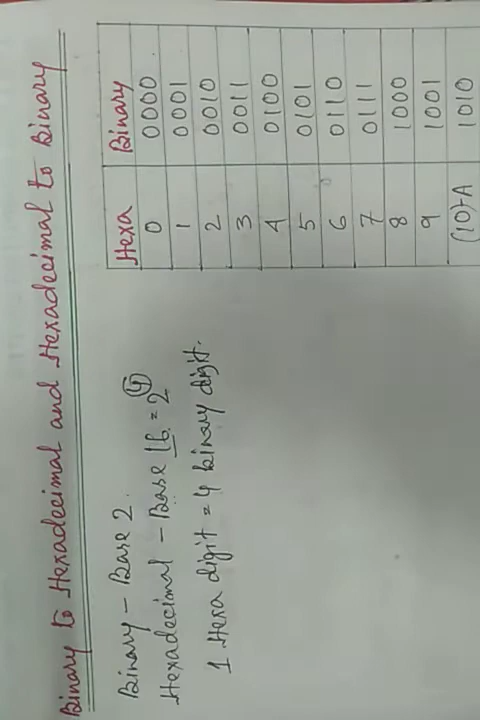 Binary to Hexadecimal and Hexadecimal to Binary
Binary - Base 2.
Hexadecimal - Base 16 = 2⁴
1 Hexa digit = 4 binary digit.
Hexa Binary
0 0000
1 0001
2 0010
3 0011
4 0100
5 0101
6 0110
7 0111
8 1000
9 1001
(10)-A 1010